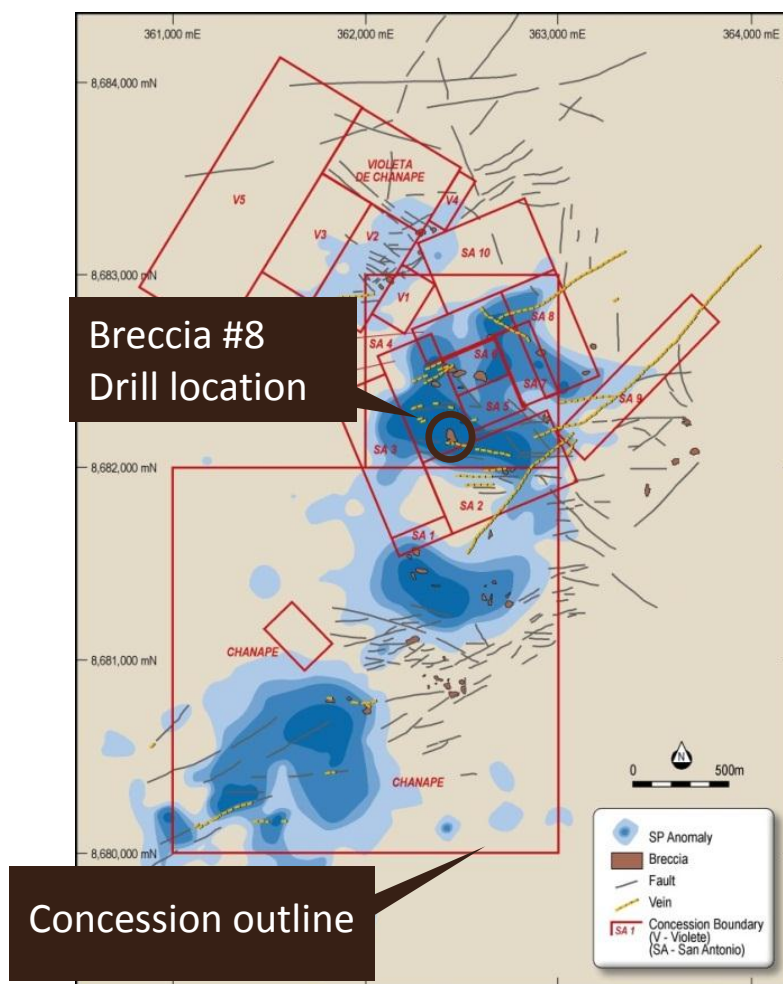 361,000 mE
362,000 mE
363,000 mE
364,000 mE
8,684,000 mN
VIOLETA
DE CHANAPE
V5
V4
V3
V2
SA 10
8,683,000 mN
V1
Breccia #8
Drill location
SA 4
SA 8
SA 6
SA 7
SA 5
SA 9
SA 3
8,682,000 mN
SA 2
SA 1
8,681,000 mN
CHANAPE
N
0 500m
CHANAPE
8,680,000 mN
Concession outline
SP Anomaly
Breccia
Fault
Vein
SA 1 Concession Boundary
(V - Violete)
(SA - San Antonio)